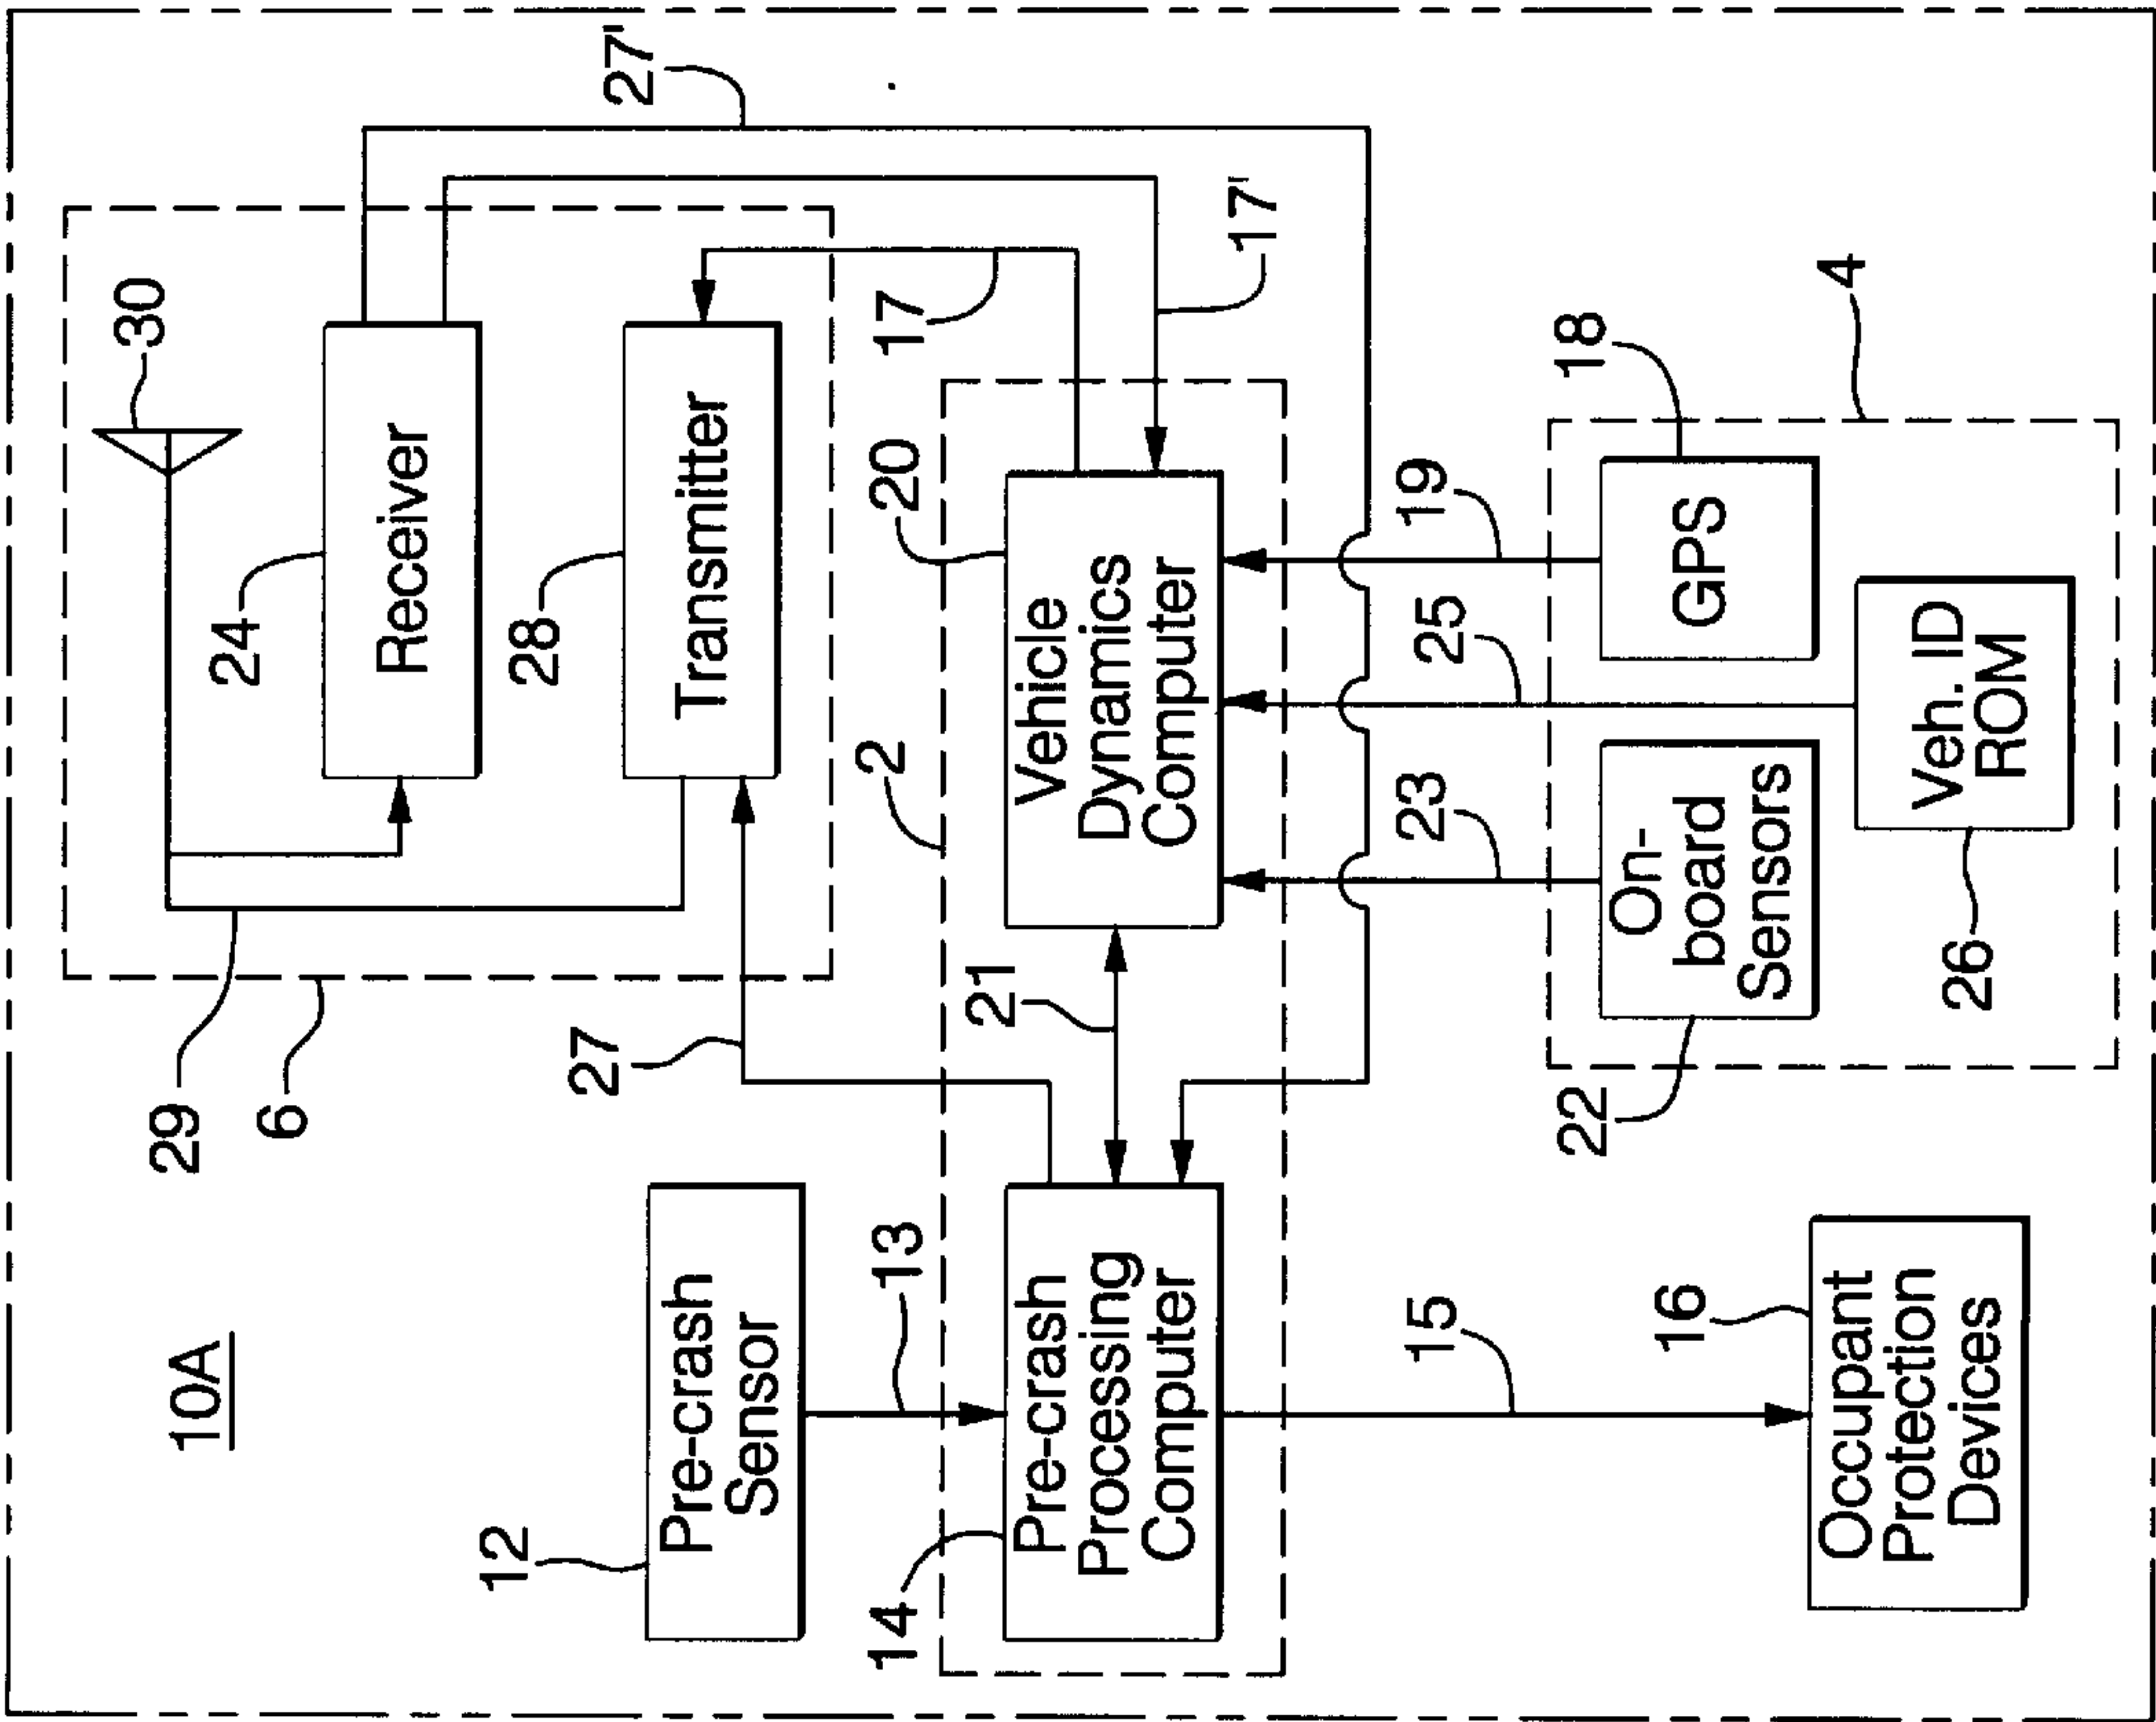 10A
29
6
30
24
Receiver
28
Transmitter
27'
27
17
17'
12
Pre-crash
Sensor
13
2
20
14
Pre-crash
Processing
Computer
21
Vehicle
Dynamics
Computer
15
23
25
19
16
Occupant
Protection
Devices
22
On-
board
Sensors
18
GPS
4
26
Veh. ID
ROM